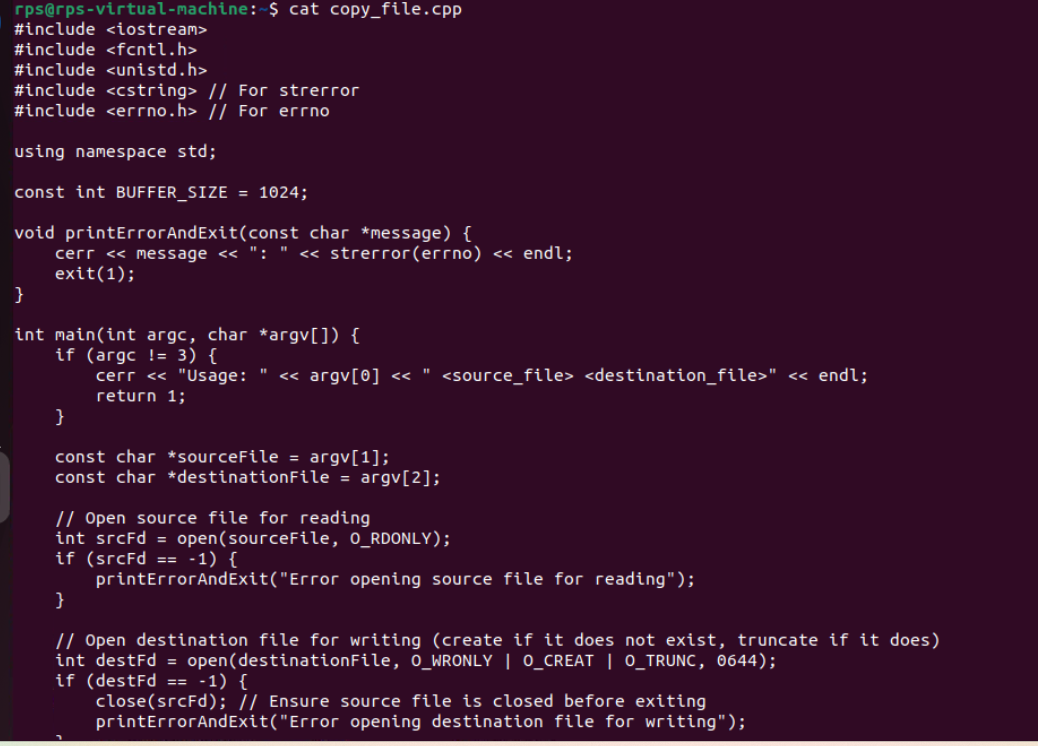 rps@rps-virtual-machine:~$ cat copy_file.cpp
#include <iostream>
#include <fcntl.h>
#include <unistd.h>
#include <cstring> // For strerror
#include <errno.h> // For errno

using namespace std;

const int BUFFER_SIZE = 1024;

void printErrorAndExit(const char *message) {
    cerr << message << ": " << strerror(errno) << endl;
    exit(1);
}

int main(int argc, char *argv[]) {
    if (argc != 3) {
        cerr << "Usage: " << argv[0] << " <source_file> <destination_file>" << endl;
        return 1;
    }

    const char *sourceFile = argv[1];
    const char *destinationFile = argv[2];

    // Open source file for reading
    int srcFd = open(sourceFile, O_RDONLY);
    if (srcFd == -1) {
        printErrorAndExit("Error opening source file for reading");
    }

    // Open destination file for writing (create if it does not exist, truncate if it does)
    int destFd = open(destinationFile, O_WRONLY | O_CREAT | O_TRUNC, 0644);
    if (destFd == -1) {
        close(srcFd); // Ensure source file is closed before exiting
        printErrorAndExit("Error opening destination file for writing");
    }